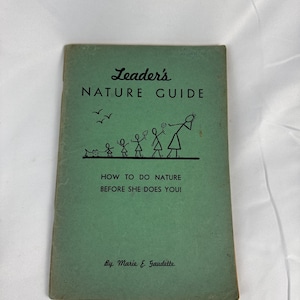 Leader's
NATURE GUIDE
HOW TO DO NATURE
BEFORE SHE DOES YOU!
By, Marie E. Gaudette